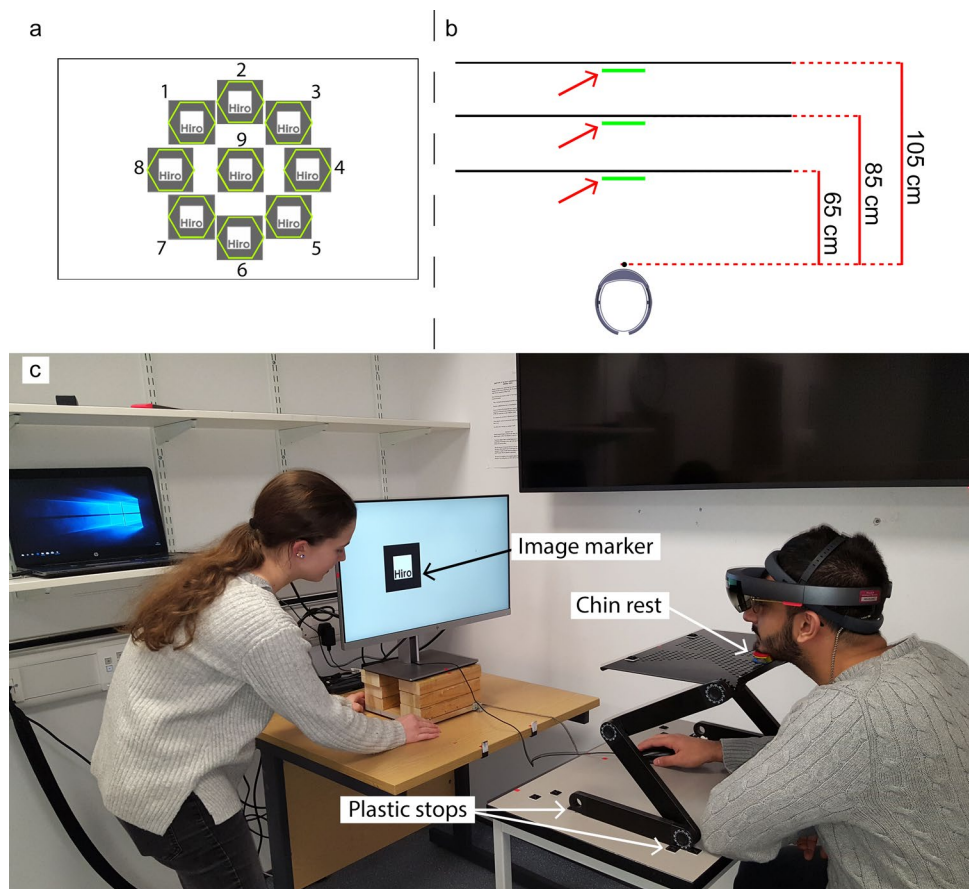 a
b
2
1
3
Hiro
Hiro
Hiro
9
8
Hiro
Hiro
Hiro
4
Hiro
Hiro
7
Hiro
5
6
65 cm
85 cm
105 cm
c
Image marker
Hiro
Chin rest
Plastic stops